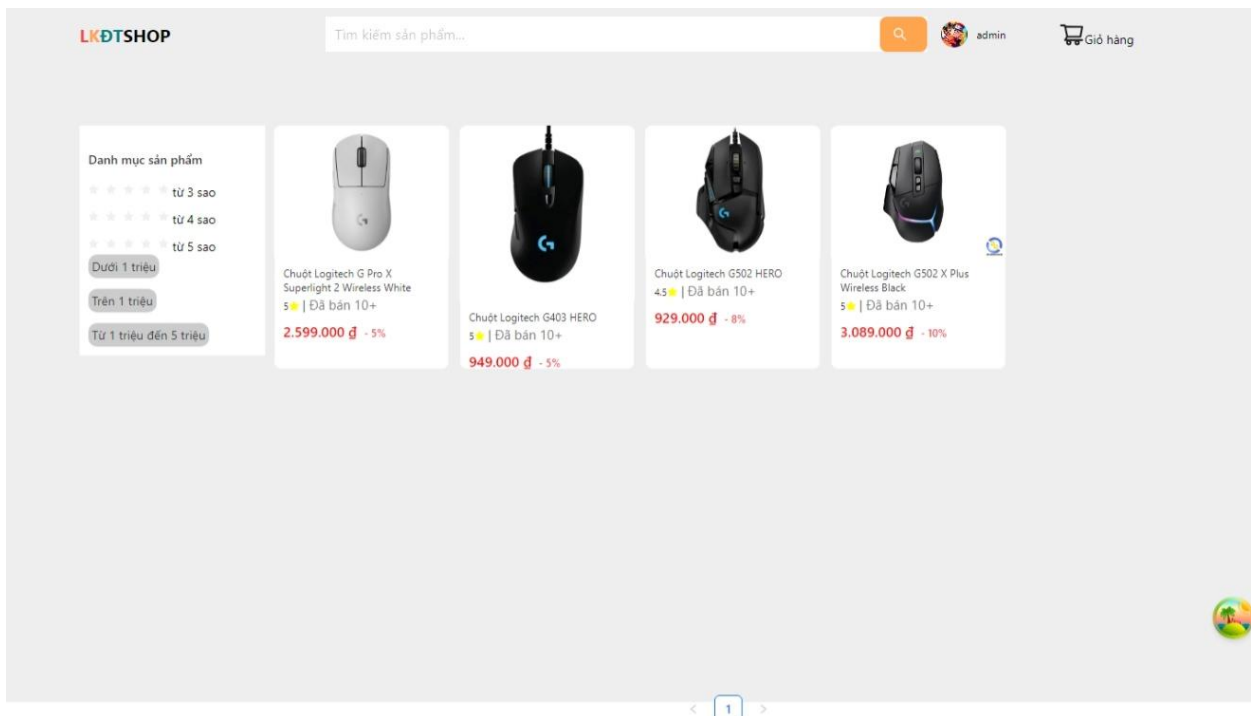 LKĐTSHOP
Tìm kiếm sản phẩm...
admin
Giỏ hàng
Danh mục sản phẩm
từ 3 sao
từ 4 sao
từ 5 sao
Dưới 1 triệu
Trên 1 triệu
Từ 1 triệu đến 5 triệu
Chuột Logitech G Pro X
Superlight 2 Wireless White
5 | Đã bán 10+
2.599.000 ₫ - 5%
Chuột Logitech G403 HERO
5 | Đã bán 10+
949.000 ₫ - 5%
Chuột Logitech G502 HERO
4.5 | Đã bán 10+
929.000 ₫ - 8%
Chuột Logitech G502 X Plus
Wireless Black
5 | Đã bán 10+
3.089.000 ₫ - 10%
< 1 >